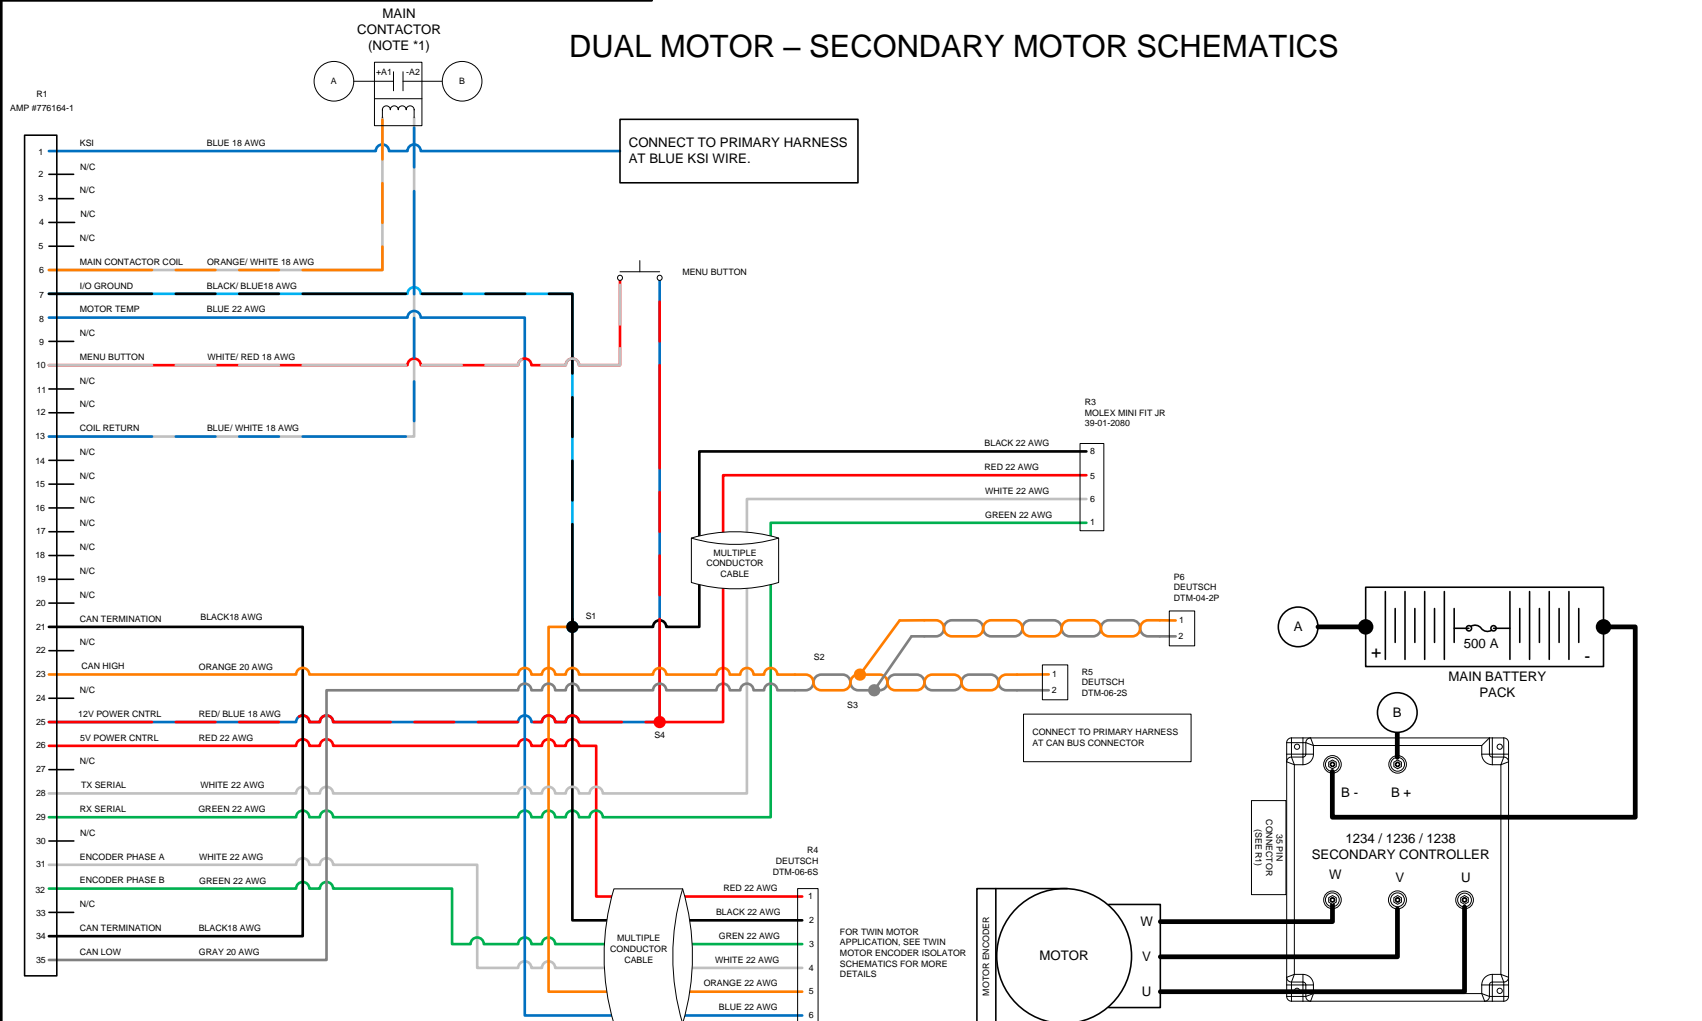 DUAL MOTOR – SECONDARY MOTOR SCHEMATICS
MAIN
CONTACTOR
(NOTE *1)
A
+A1
-A2
B
R1
AMP #776164-1
1 KSI BLUE 18 AWG
2 N/C
3 N/C
4 N/C
5 N/C
6 MAIN CONTACTOR COIL ORANGE/ WHITE 18 AWG
7 I/O GROUND BLACK/ BLUE18 AWG
8 MOTOR TEMP BLUE 22 AWG
9 N/C
10 MENU BUTTON WHITE/ RED 18 AWG
11 N/C
12 N/C
13 COIL RETURN BLUE/ WHITE 18 AWG
14 N/C
15 N/C
16 N/C
17 N/C
18 N/C
19 N/C
20 N/C
21 CAN TERMINATION BLACK18 AWG
22 N/C
23 CAN HIGH ORANGE 20 AWG
24 N/C
25 12V POWER CNTRL RED/ BLUE 18 AWG
26 5V POWER CNTRL RED 22 AWG
27 N/C
28 TX SERIAL WHITE 22 AWG
29 RX SERIAL GREEN 22 AWG
30 N/C
31 ENCODER PHASE A WHITE 22 AWG
32 ENCODER PHASE B GREEN 22 AWG
33 N/C
34 CAN TERMINATION BLACK18 AWG
35 CAN LOW GRAY 20 AWG
CONNECT TO PRIMARY HARNESS
AT BLUE KSI WIRE.
MENU BUTTON
R3
MOLEX MINI FIT JR
39-01-2080
BLACK 22 AWG 8
RED 22 AWG 5
WHITE 22 AWG 6
GREEN 22 AWG 1
MULTIPLE
CONDUCTOR
CABLE
S1
S2
S3
S4
P6
DEUTSCH
DTM-04-2P
1
2
R5
DEUTSCH
DTM-06-2S
1
2
CONNECT TO PRIMARY HARNESS
AT CAN BUS CONNECTOR
R4
DEUTSCH
DTM-06-6S
RED 22 AWG 1
BLACK 22 AWG 2
GREN 22 AWG 3
WHITE 22 AWG 4
ORANGE 22 AWG 5
BLUE 22 AWG 6
MULTIPLE
CONDUCTOR
CABLE
FOR TWIN MOTOR
APPLICATION, SEE TWIN
MOTOR ENCODER ISOLATOR
SCHEMATICS FOR MORE
DETAILS
MOTOR ENCODER
MOTOR
W
V
U
A
+
500 A
-
MAIN BATTERY
PACK
B
B -
B +
35 PIN
CONNECTOR
(SEE R1)
1234 / 1236 / 1238
SECONDARY CONTROLLER
W
V
U